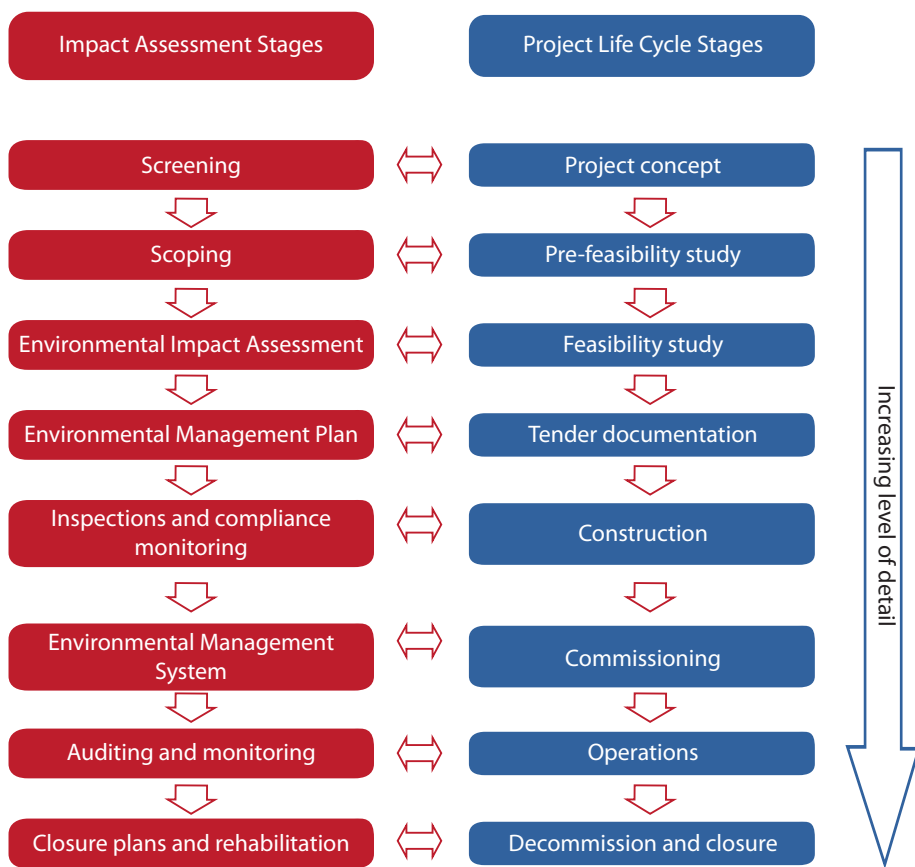 Impact Assessment Stages
Project Life Cycle Stages
Screening
Project concept
Scoping
Pre-feasibility study
Environmental Impact Assessment
Feasibility study
Environmental Management Plan
Tender documentation
Inspections and compliance
monitoring
Construction
Environmental Management
System
Commissioning
Auditing and monitoring
Operations
Closure plans and rehabilitation
Decommission and closure
Increasing level of detail